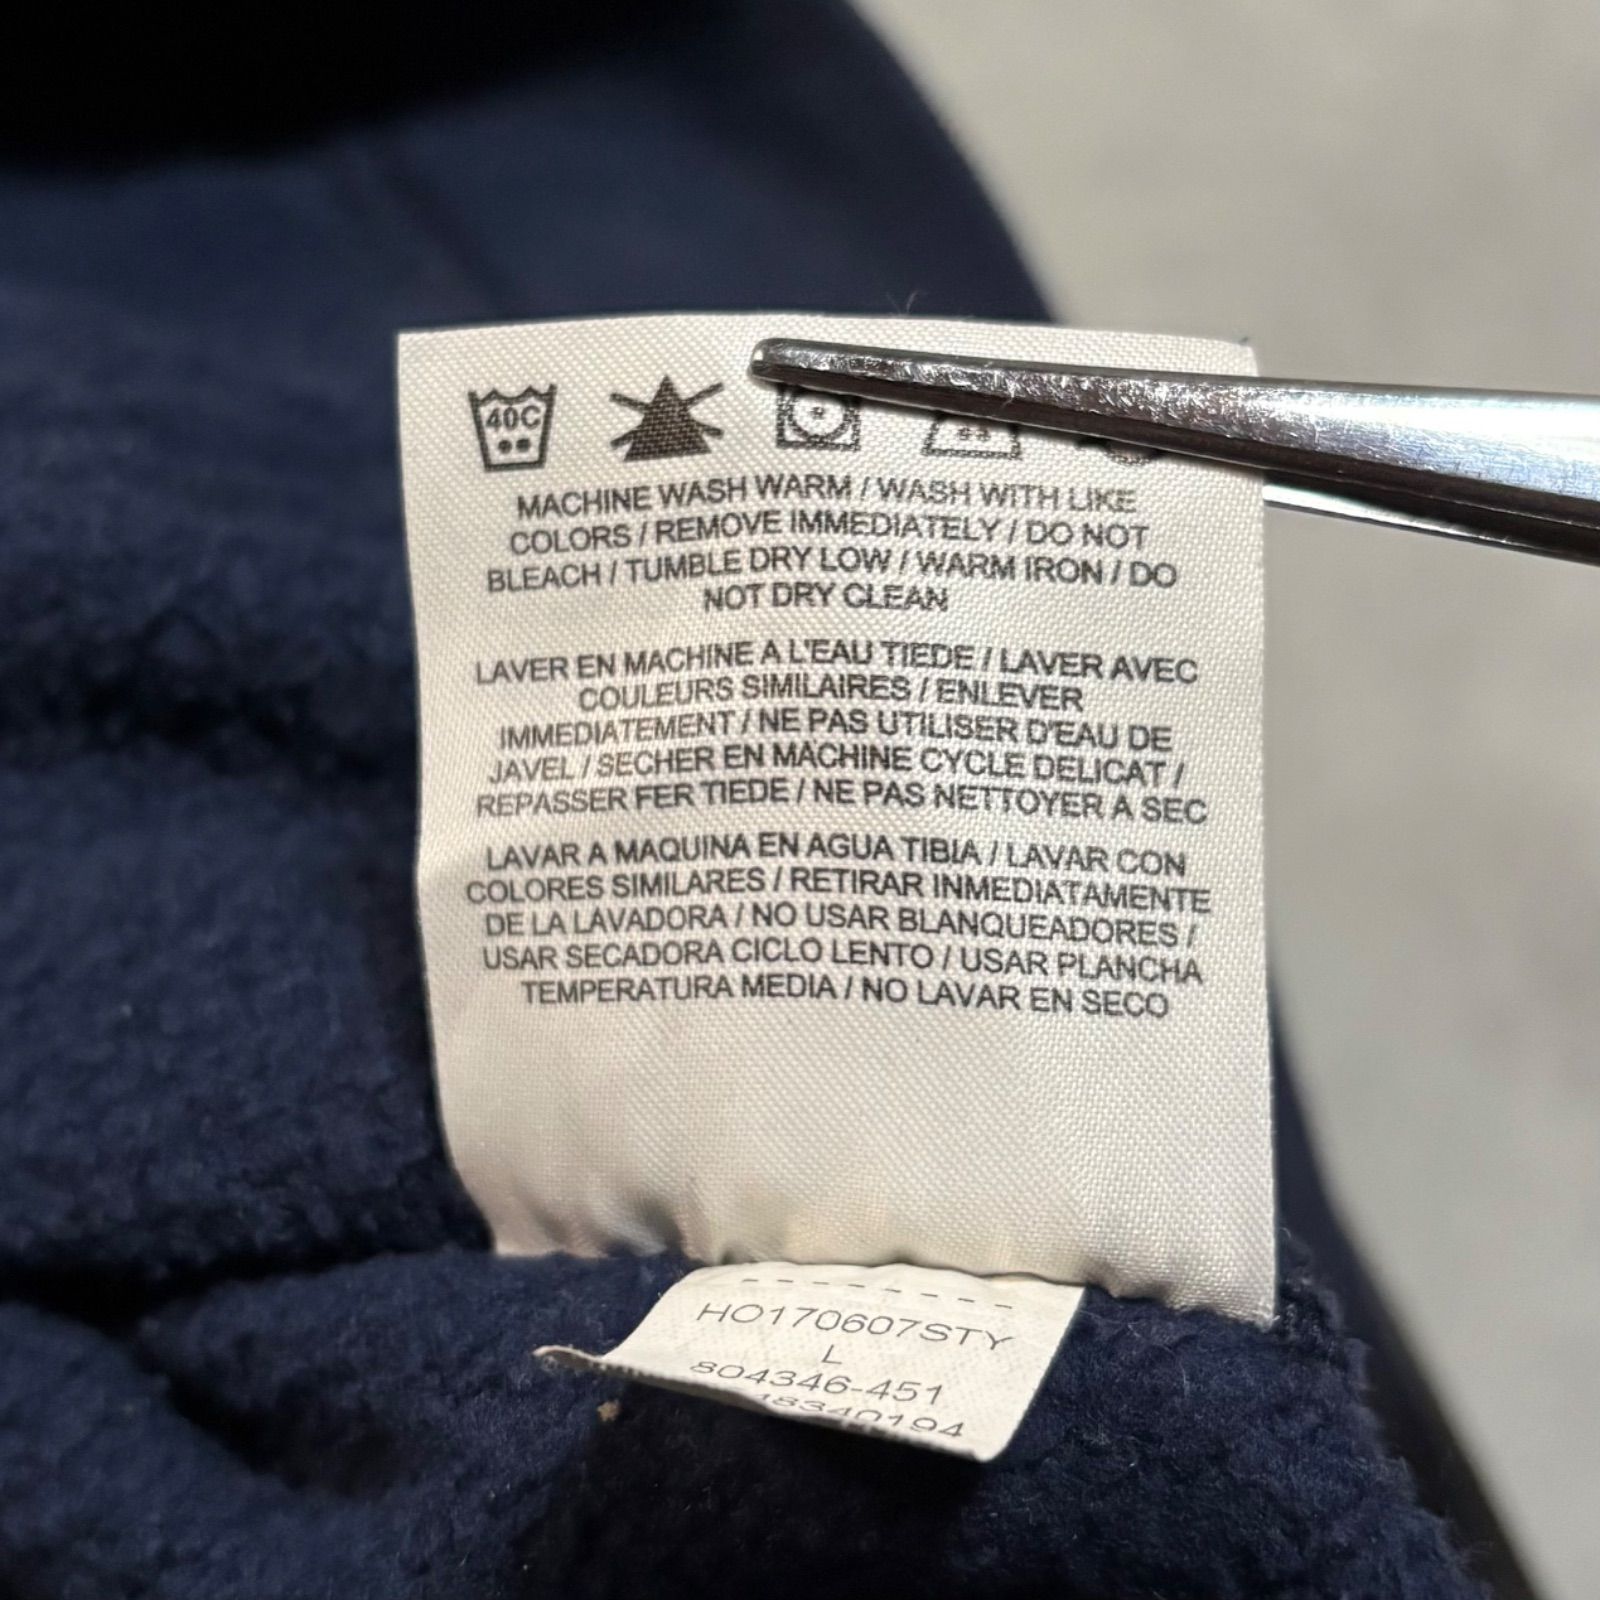 40C
MACHINE WASH WARM / WASH WITH LIKE
COLORS / REMOVE IMMEDIATELY / DO NOT
BLEACH / TUMBLE DRY LOW / WARM IRON / DO
NOT DRY CLEAN
LAVER EN MACHINE A L'EAU TIEDE / LAVER AVEC
COULEURS SIMILAIRES / ENLEVER
IMMEDIATEMENT / NE PAS UTILISER D'EAU DE
JAVEL / SECHER EN MACHINE CYCLE DELICAT /
REPASSER FER TIEDE / NE PAS NETTOYER A SEC
LAVAR A MAQUINA EN AGUA TIBIA / LAVAR CON
COLORES SIMILARES / RETIRAR INMEDIATAMENTE
DE LA LAVADORA / NO USAR BLANQUEADORES /
USAR SECADORA CICLO LENTO / USAR PLANCHA
TEMPERATURA MEDIA / NO LAVAR EN SECO
HO170607STY
L
804346-451